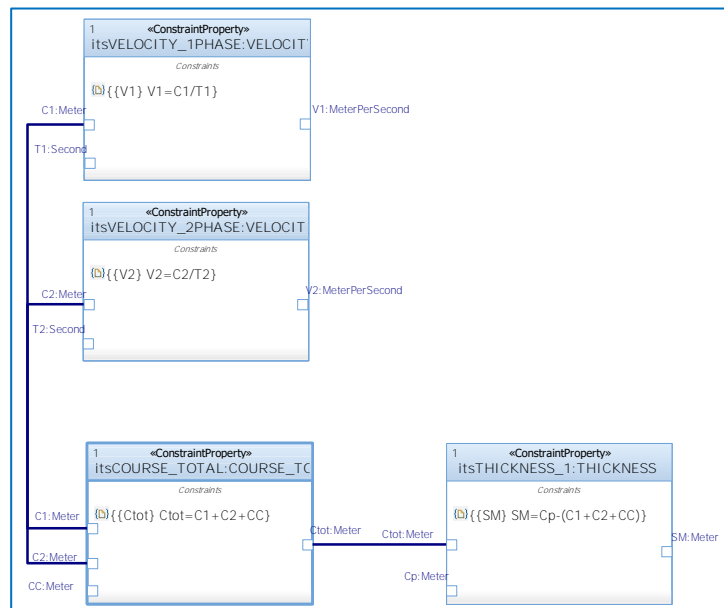 1
«ConstraintProperty»
itsVELOCITY_1PHASE:VELOCIT
Constraints
{{V1} V1=C1/T1}
C1:Meter
V1:MeterPerSecond
T1:Second
1
«ConstraintProperty»
itsVELOCITY_2PHASE:VELOCIT
Constraints
{{V2} V2=C2/T2}
C2:Meter
V2:MeterPerSecond
T2:Second
1
«ConstraintProperty»
itsCOURSE_TOTAL:COURSE_TO
Constraints
{{Ctot} Ctot=C1+C2+CC}
C1:Meter
Ctot:Meter
C2:Meter
CC:Meter
1
«ConstraintProperty»
itsTHICKNESS_1:THICKNESS
Constraints
{{SM} SM=Cp-(C1+C2+CC)}
Ctot:Meter
SM:Meter
Cp:Meter